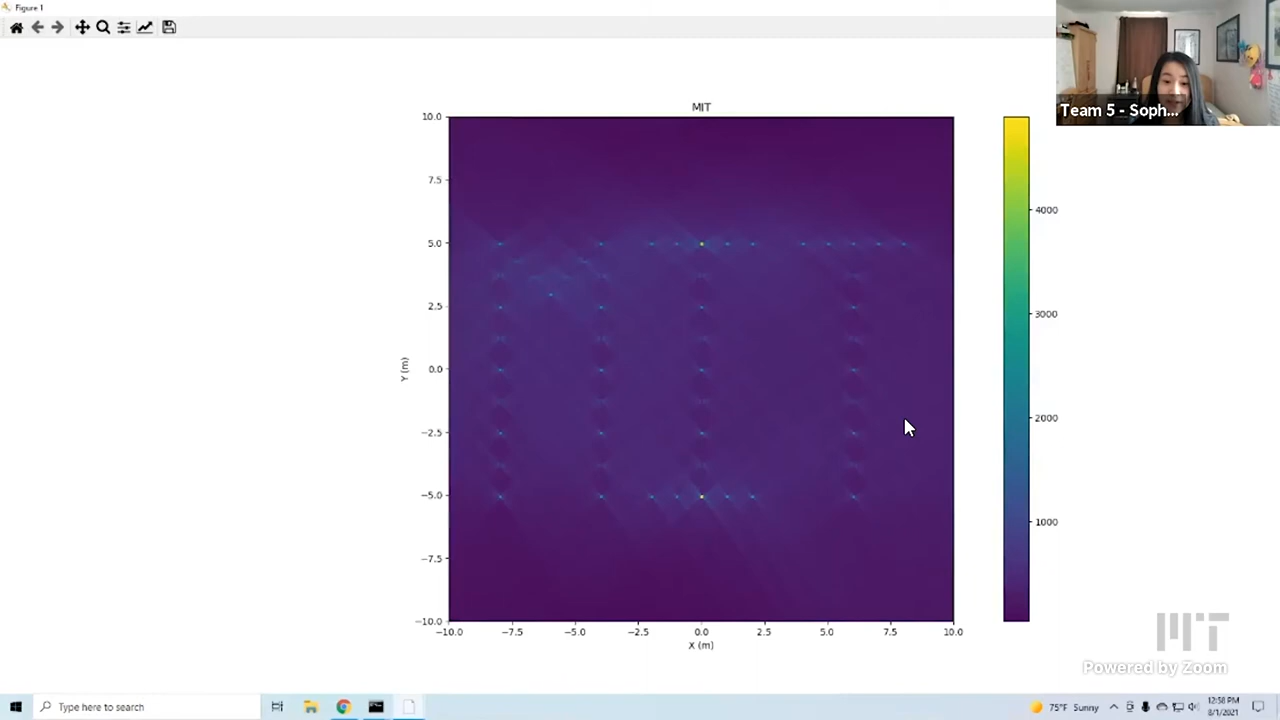 Figure 1
Team 5 - Soph...
MIT
10.0
7.5
5.0
2.5
0.0
−2.5
−5.0
−7.5
−10.0
Y (m)
−10.0 −7.5 −5.0 −2.5 0.0 2.5 5.0 7.5 10.0
X (m)
4000
3000
2000
1000
MIT
Powered by Zoom
Type here to search
75°F Sunny
12:58 PM
8/1/2021